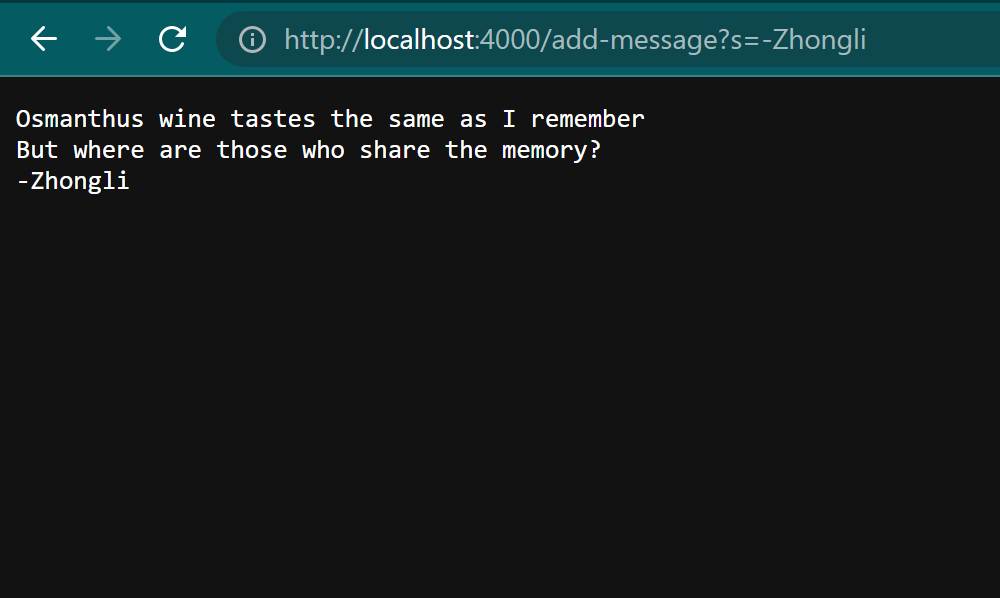 http://localhost:4000/add-message?s=-Zhongli
Osmanthus wine tastes the same as I remember
But where are those who share the memory?
-Zhongli